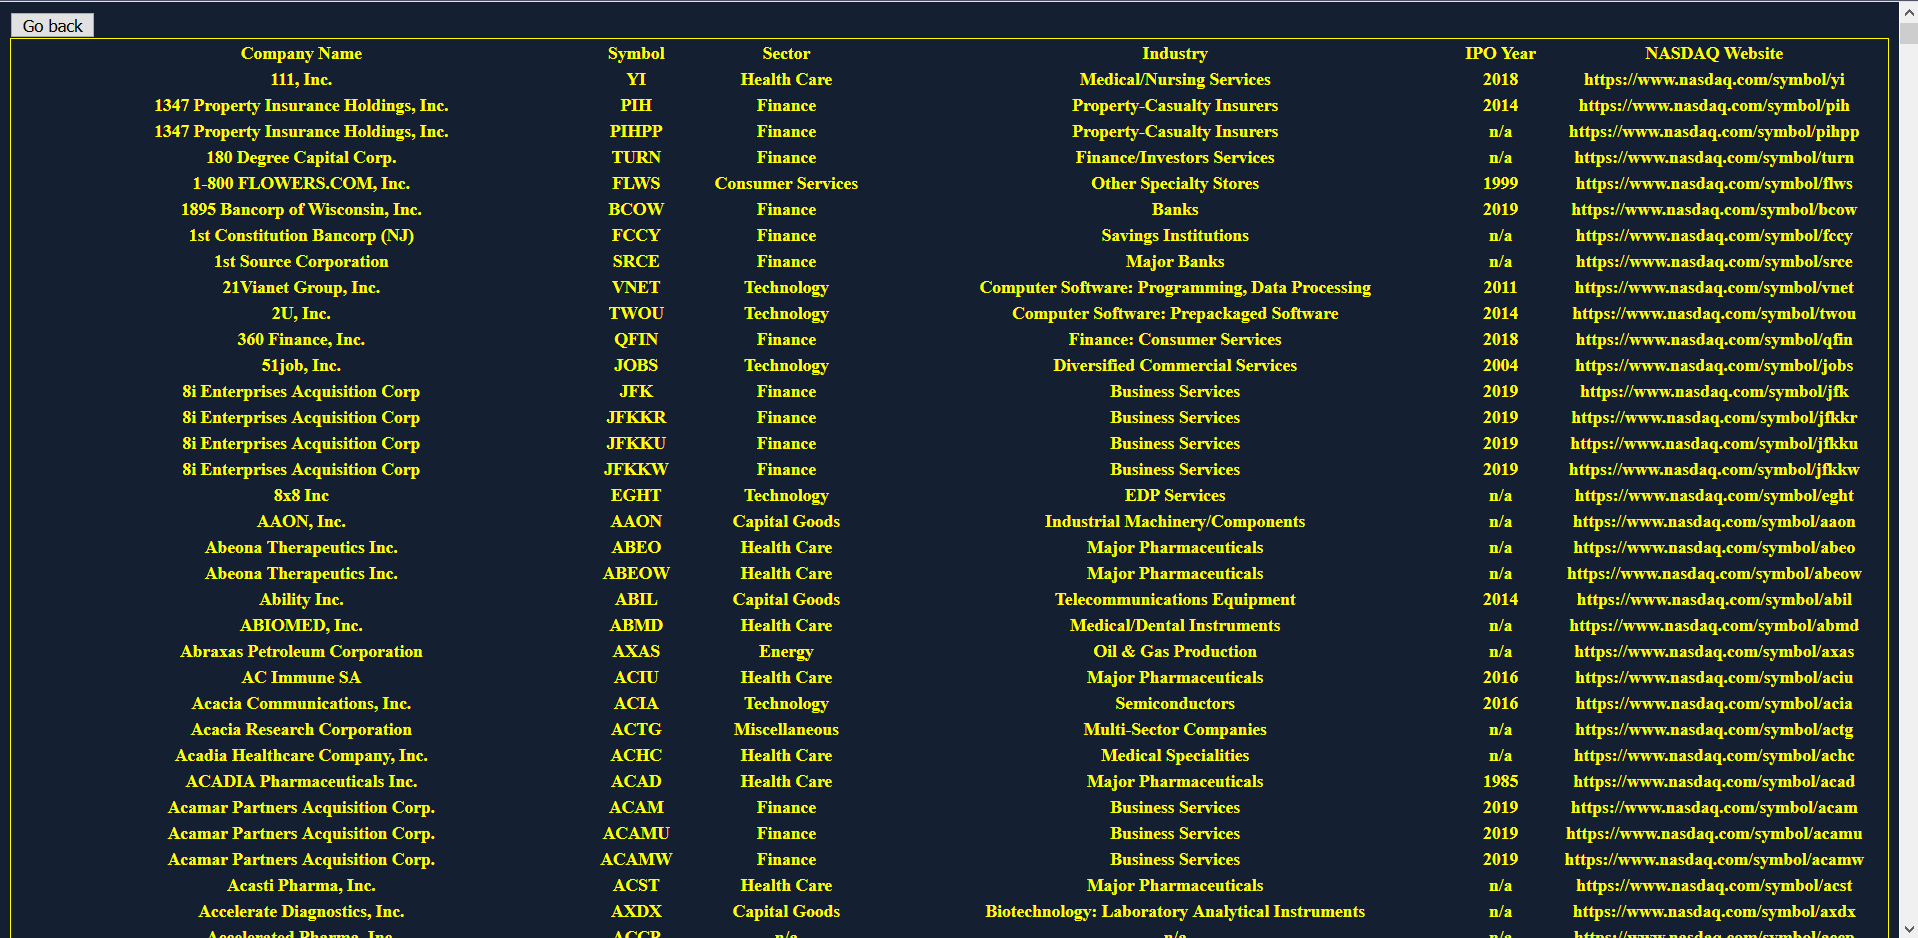 Go back
Company Name Symbol Sector Industry IPO Year NASDAQ Website
111, Inc. YI Health Care Medical/Nursing Services 2018 https://www.nasdaq.com/symbol/yi
1347 Property Insurance Holdings, Inc. PIH Finance Property-Casualty Insurers 2014 https://www.nasdaq.com/symbol/pih
1347 Property Insurance Holdings, Inc. PIHPP Finance Property-Casualty Insurers n/a https://www.nasdaq.com/symbol/pihpp
180 Degree Capital Corp. TURN Finance Finance/Investors Services n/a https://www.nasdaq.com/symbol/turn
1-800 FLOWERS.COM, Inc. FLWS Consumer Services Other Specialty Stores 1999 https://www.nasdaq.com/symbol/flws
1895 Bancorp of Wisconsin, Inc. BCOW Finance Banks 2019 https://www.nasdaq.com/symbol/bcow
1st Constitution Bancorp (NJ) FCCY Finance Savings Institutions n/a https://www.nasdaq.com/symbol/fccy
1st Source Corporation SRCE Finance Major Banks n/a https://www.nasdaq.com/symbol/srce
21Vianet Group, Inc. VNET Technology Computer Software: Programming, Data Processing 2011 https://www.nasdaq.com/symbol/vnet
2U, Inc. TWOU Technology Computer Software: Prepackaged Software 2014 https://www.nasdaq.com/symbol/twou
360 Finance, Inc. QFIN Finance Finance: Consumer Services 2018 https://www.nasdaq.com/symbol/qfin
51job, Inc. JOBS Technology Diversified Commercial Services 2004 https://www.nasdaq.com/symbol/jobs
8i Enterprises Acquisition Corp JFK Finance Business Services 2019 https://www.nasdaq.com/symbol/jfk
8i Enterprises Acquisition Corp JFKKR Finance Business Services 2019 https://www.nasdaq.com/symbol/jfkkr
8i Enterprises Acquisition Corp JFKKU Finance Business Services 2019 https://www.nasdaq.com/symbol/jfkku
8i Enterprises Acquisition Corp JFKKW Finance Business Services 2019 https://www.nasdaq.com/symbol/jfkkw
8x8 Inc EGHT Technology EDP Services n/a https://www.nasdaq.com/symbol/eght
AAON, Inc. AAON Capital Goods Industrial Machinery/Components n/a https://www.nasdaq.com/symbol/aaon
Abeona Therapeutics Inc. ABEO Health Care Major Pharmaceuticals n/a https://www.nasdaq.com/symbol/abeo
Abeona Therapeutics Inc. ABEOW Health Care Major Pharmaceuticals n/a https://www.nasdaq.com/symbol/abeow
Ability Inc. ABIL Capital Goods Telecommunications Equipment 2014 https://www.nasdaq.com/symbol/abil
ABIOMED, Inc. ABMD Health Care Medical/Dental Instruments n/a https://www.nasdaq.com/symbol/abmd
Abraxas Petroleum Corporation AXAS Energy Oil & Gas Production n/a https://www.nasdaq.com/symbol/axas
AC Immune SA ACIU Health Care Major Pharmaceuticals 2016 https://www.nasdaq.com/symbol/aciu
Acacia Communications, Inc. ACIA Technology Semiconductors 2016 https://www.nasdaq.com/symbol/acia
Acacia Research Corporation ACTG Miscellaneous Multi-Sector Companies n/a https://www.nasdaq.com/symbol/actg
Acadia Healthcare Company, Inc. ACHC Health Care Medical Specialities n/a https://www.nasdaq.com/symbol/achc
ACADIA Pharmaceuticals Inc. ACAD Health Care Major Pharmaceuticals 1985 https://www.nasdaq.com/symbol/acad
Acamar Partners Acquisition Corp. ACAM Finance Business Services 2019 https://www.nasdaq.com/symbol/acam
Acamar Partners Acquisition Corp. ACAMU Finance Business Services 2019 https://www.nasdaq.com/symbol/acamu
Acamar Partners Acquisition Corp. ACAMW Finance Business Services 2019 https://www.nasdaq.com/symbol/acamw
Acasti Pharma, Inc. ACST Health Care Major Pharmaceuticals n/a https://www.nasdaq.com/symbol/acst
Accelerate Diagnostics, Inc. AXDX Capital Goods Biotechnology: Laboratory Analytical Instruments n/a https://www.nasdaq.com/symbol/axdx